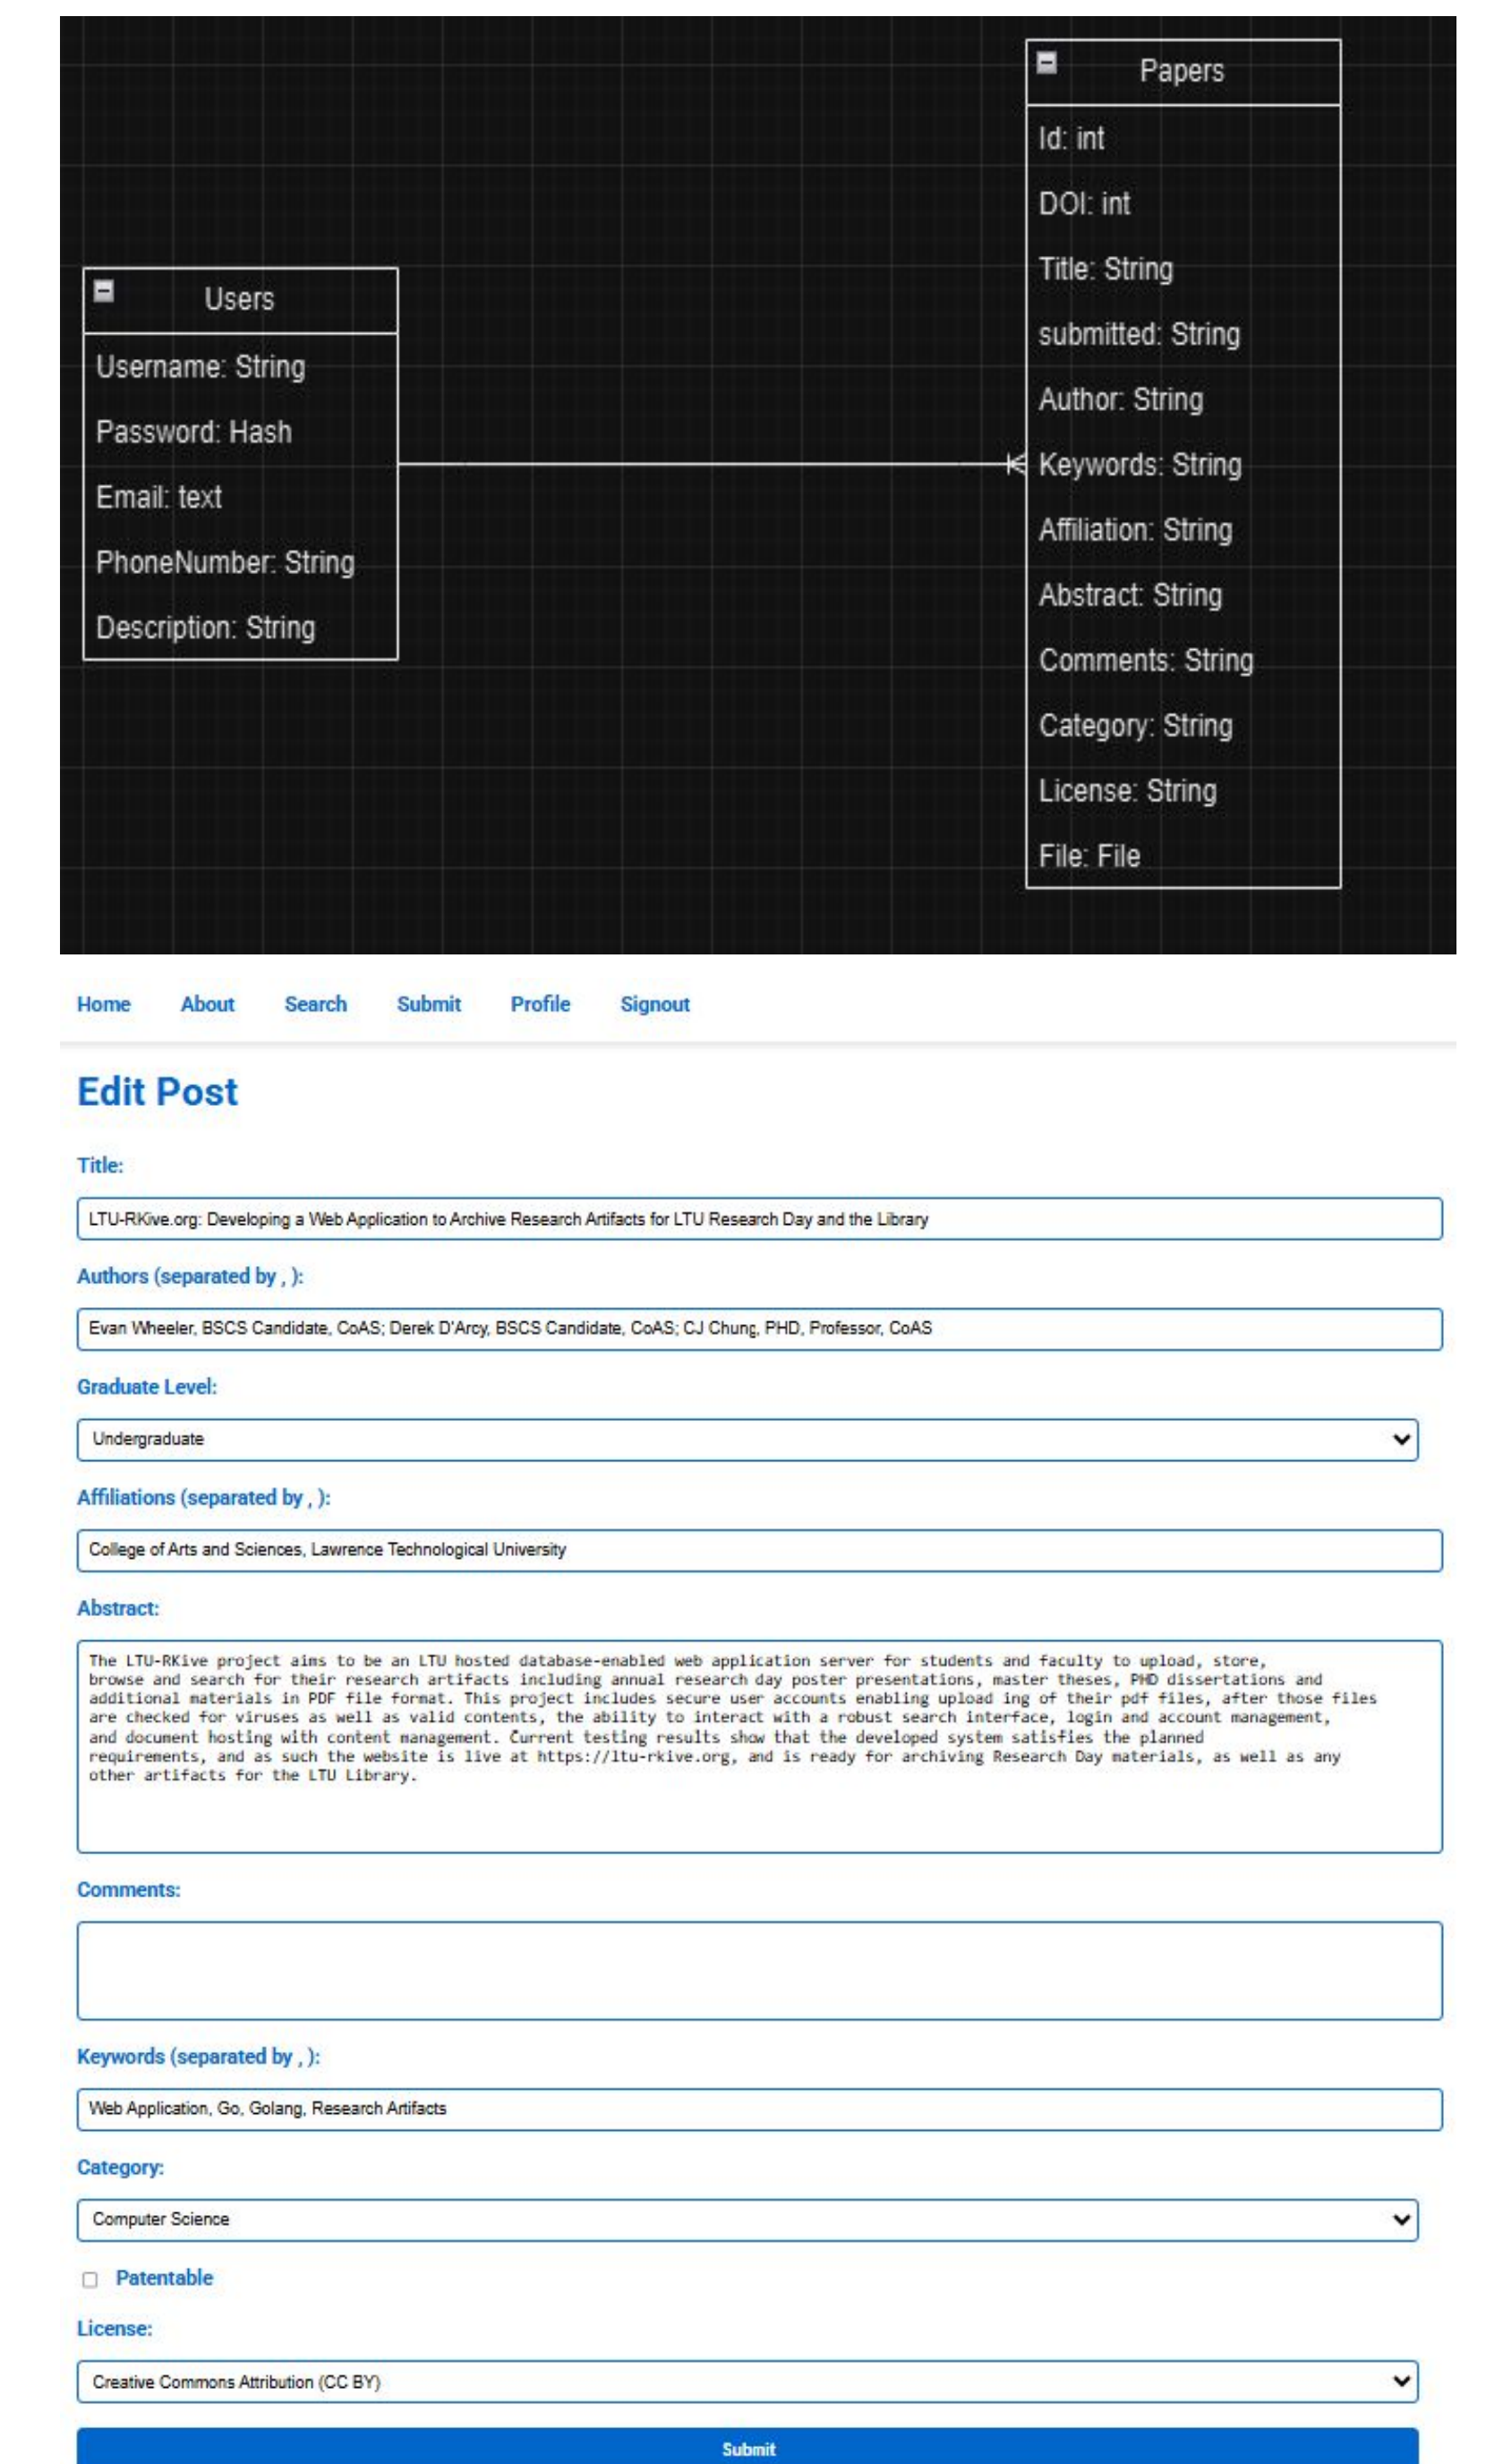 Papers
Id: int
DOI: int
Title: String
submitted: String
Author: String
Keywords: String
Affiliation: String
Abstract: String
Comments: String
Category: String
License: String
File: File
Users
Username: String
Password: Hash
Email: text
PhoneNumber: String
Description: String
Home About Search Submit Profile Signout
Edit Post
Title:
LTU-RKive.org: Developing a Web Application to Archive Research Artifacts for LTU Research Day and the Library
Authors (separated by , ):
Evan Wheeler, BSCS Candidate, CoAS; Derek D'Arcy, BSCS Candidate, CoAS; CJ Chung, PHD, Professor, CoAS
Graduate Level:
Undergraduate
Affiliations (separated by , ):
College of Arts and Sciences, Lawrence Technological University
Abstract:
The LTU-RKive project aims to be an LTU hosted database-enabled web application server for students and faculty to upload, store,
browse and search for their research artifacts including annual research day poster presentations, master theses, PHD dissertations and
additional materials in PDF file format. This project includes secure user accounts enabling upload ing of their pdf files, after those files
are checked for viruses as well as valid contents, the ability to interact with a robust search interface, login and account management,
and document hosting with content management. Current testing results show that the developed system satisfies the planned
requirements, and as such the website is live at https://ltu-rkive.org, and is ready for archiving Research Day materials, as well as any
other artifacts for the LTU Library.
Comments:
Keywords (separated by , ):
Web Application, Go, Golang, Research Artifacts
Category:
Computer Science
Patentable
License:
Creative Commons Attribution (CC BY)
Submit